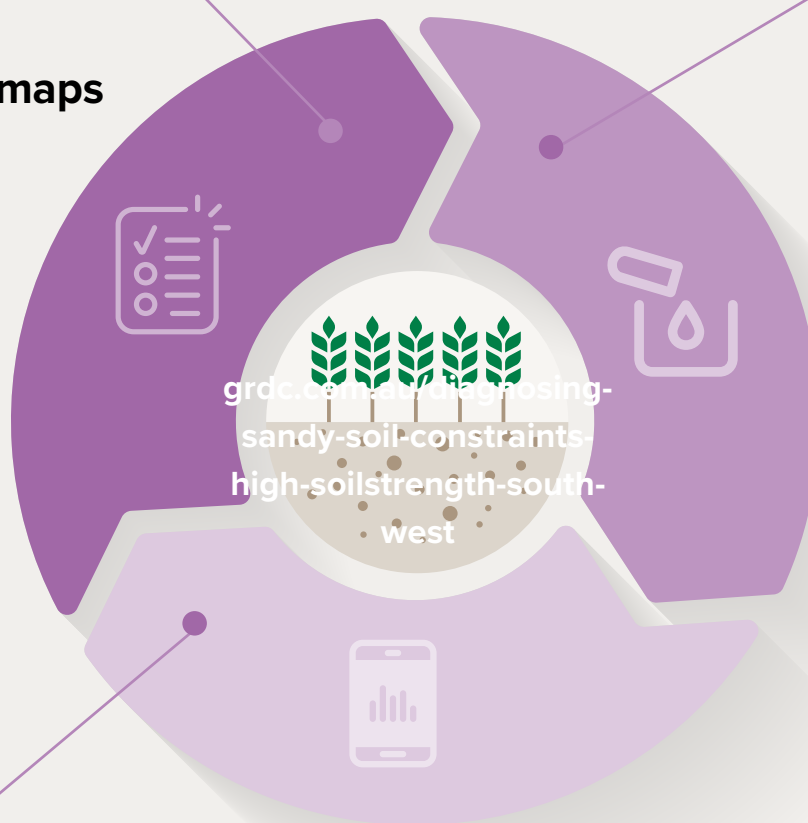 maps
grdc.com.au/diagnosing-
sandy-soil-constraints-
high-soilstrength-south-
west